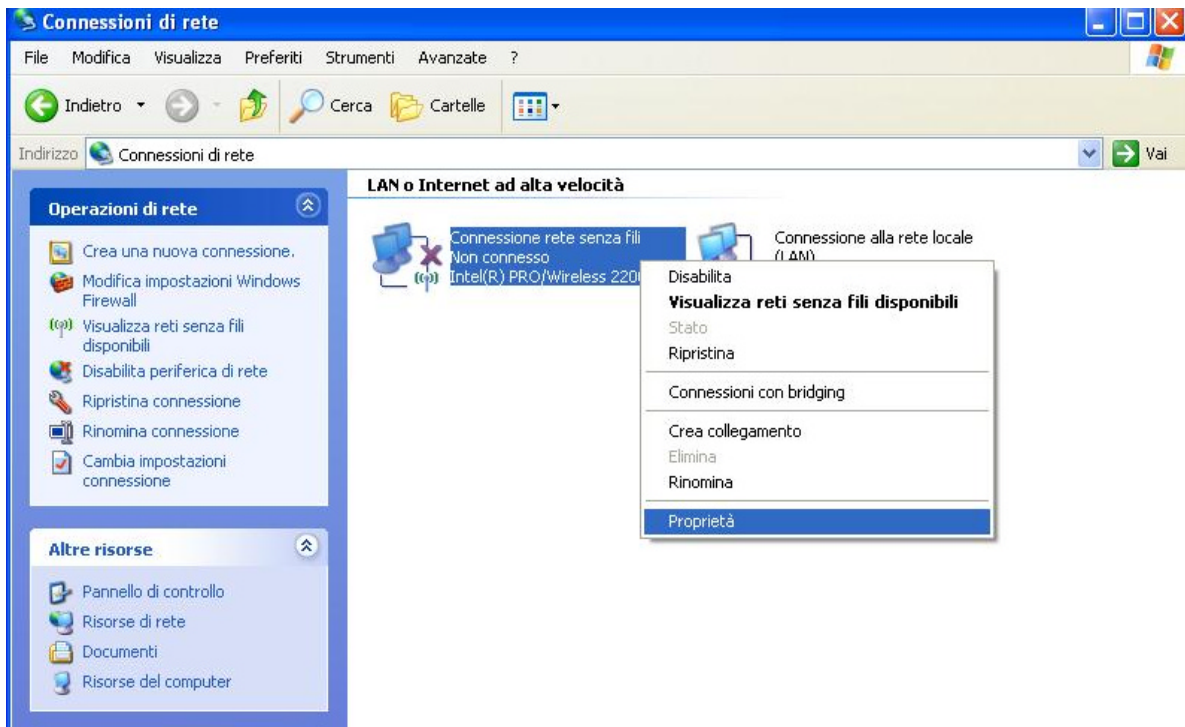 Connessioni di rete
File Modifica Visualizza Preferiti Strumenti Avanzate ?
Indietro Cerca Cartelle
Indirizzo Connessioni di rete Vai
Operazioni di rete
Crea una nuova connessione.
Modifica impostazioni Windows
Firewall
Visualizza reti senza fili
disponibili
Disabilita periferica di rete
Ripristina connessione
Rinomina connessione
Cambia impostazioni
connessione
Altre risorse
Pannello di controllo
Risorse di rete
Documenti
Risorse del computer
LAN o Internet ad alta velocità
Connessione rete senza fili
Non connesso
Intel(R) PRO/Wireless
Connessione alla rete locale
(LAN)
Disabilita
Visualizza reti senza fili disponibili
Stato
Ripristina
Connessioni con bridging
Crea collegamento
Elimina
Rinomina
Proprietà